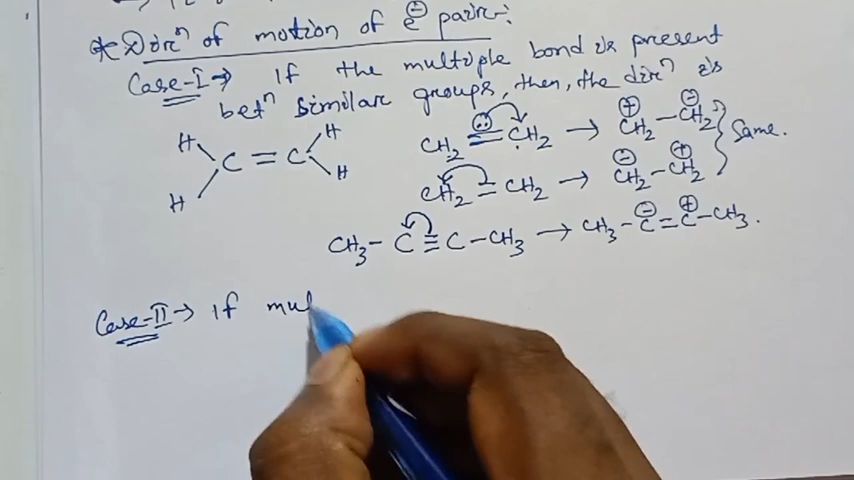 * Dirⁿ of motion of e⊖ pair:
Case-I → If the multiple bond is present
betⁿ similar groups, then, the dirⁿ is
H H
C = C
H H
CH₂ = CH₂ → ⊕CH₂ - ⊖CH₂
CH₂ = CH₂ → ⊖CH₂ - ⊕CH₂
Same.
CH₃ - C ≡ C - CH₃ → CH₃ - ⊖C = ⊕C - CH₃.
Case-II → If mul